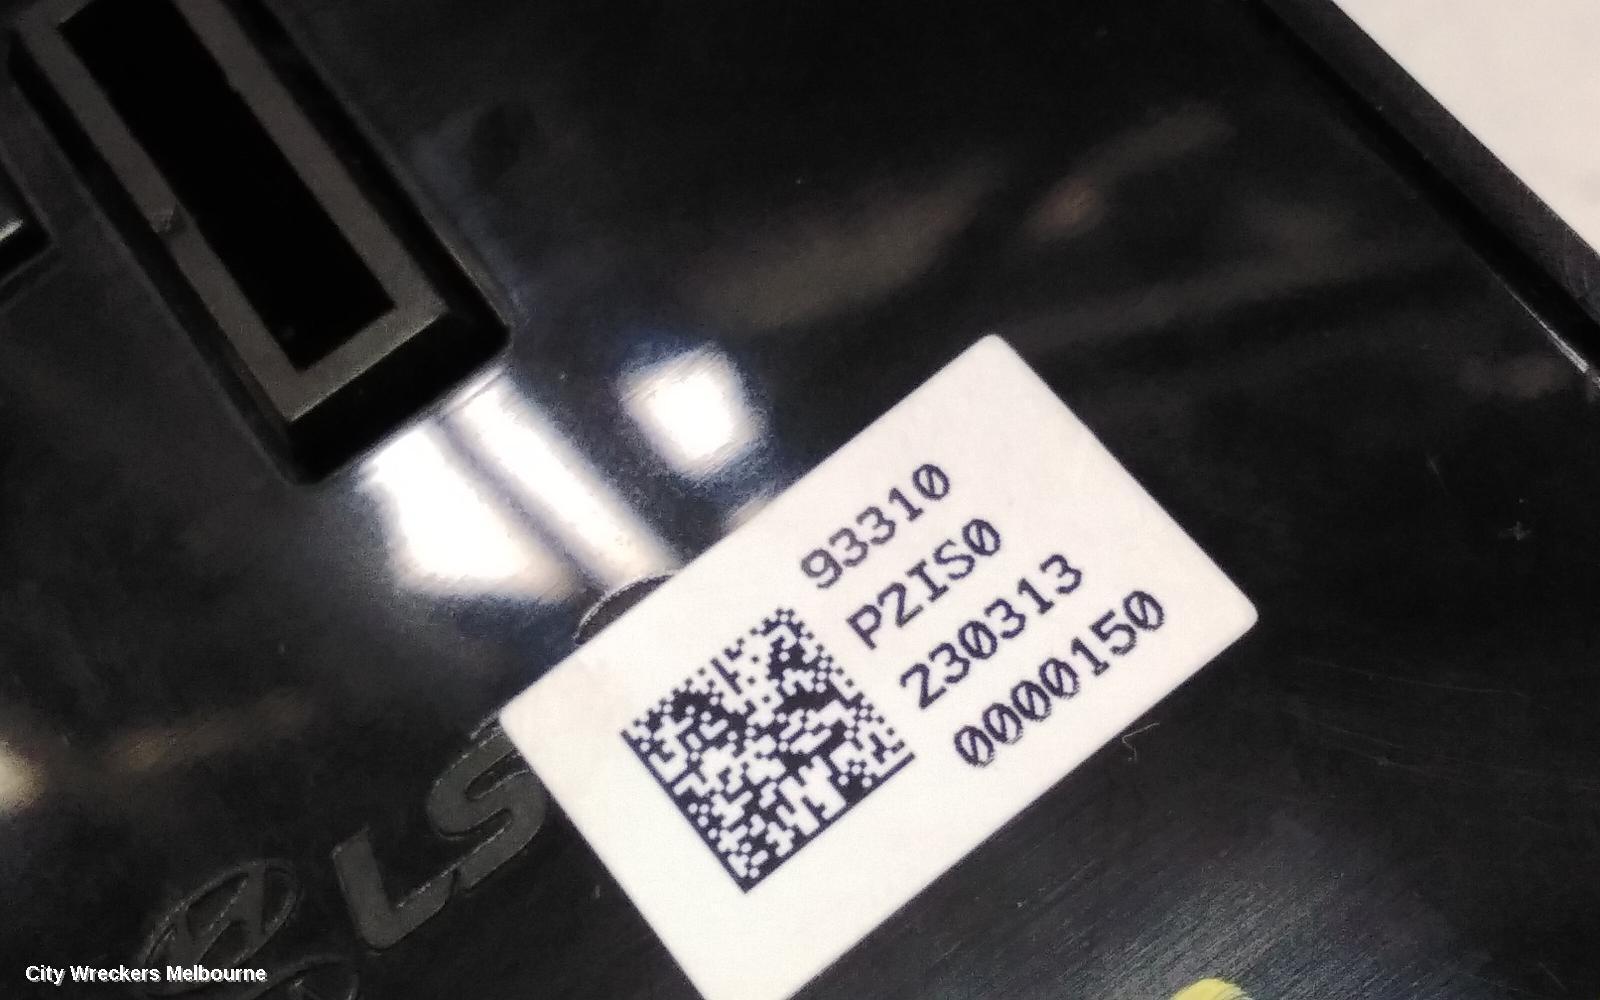 93310
P2IS0
230313
0000150
LS
City Wreckers Melbourne